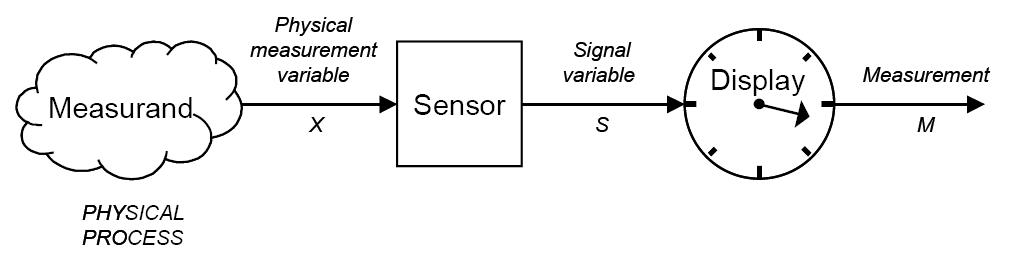 Physical
measurement
variable
Signal
variable
Measurement
Measurand
Sensor
Display
X
S
M
PHYSICAL
PROCESS